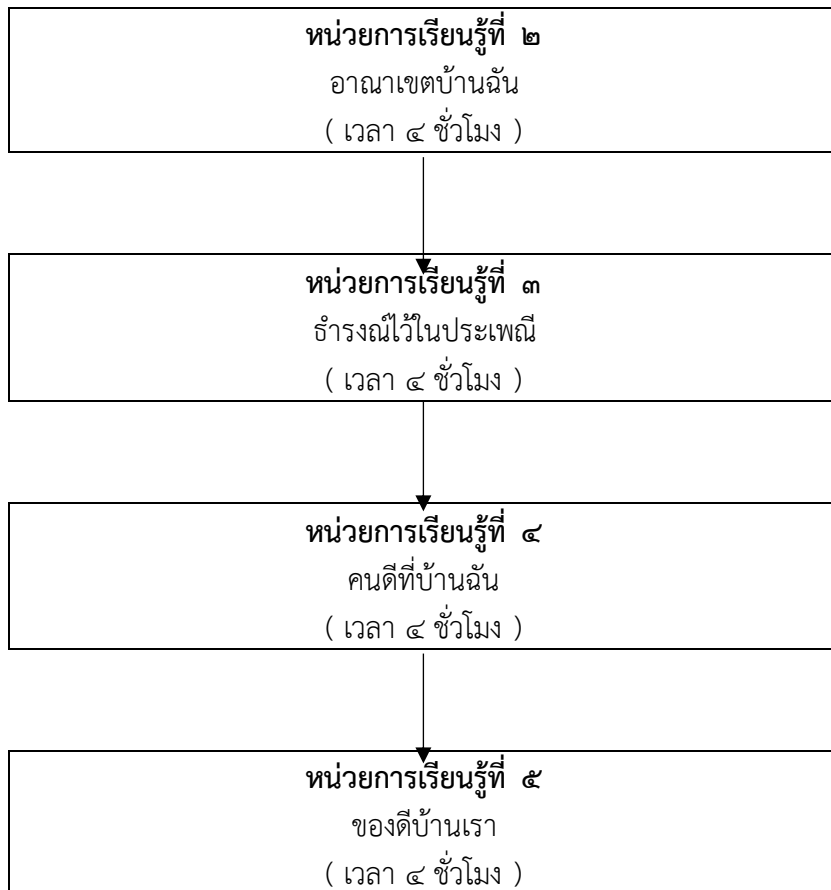 หน่วยการเรียนรู้ที่ ๒
อาณาเขตบ้านฉัน
( เวลา ๔ ชั่วโมง )
หน่วยการเรียนรู้ที่ ๓
ธำรงณ์ไว้ในประเพณี
( เวลา ๔ ชั่วโมง )
หน่วยการเรียนรู้ที่ ๔
คนดีที่บ้านฉัน
( เวลา ๔ ชั่วโมง )
หน่วยการเรียนรู้ที่ ๕
ของดีบ้านเรา
( เวลา ๔ ชั่วโมง )